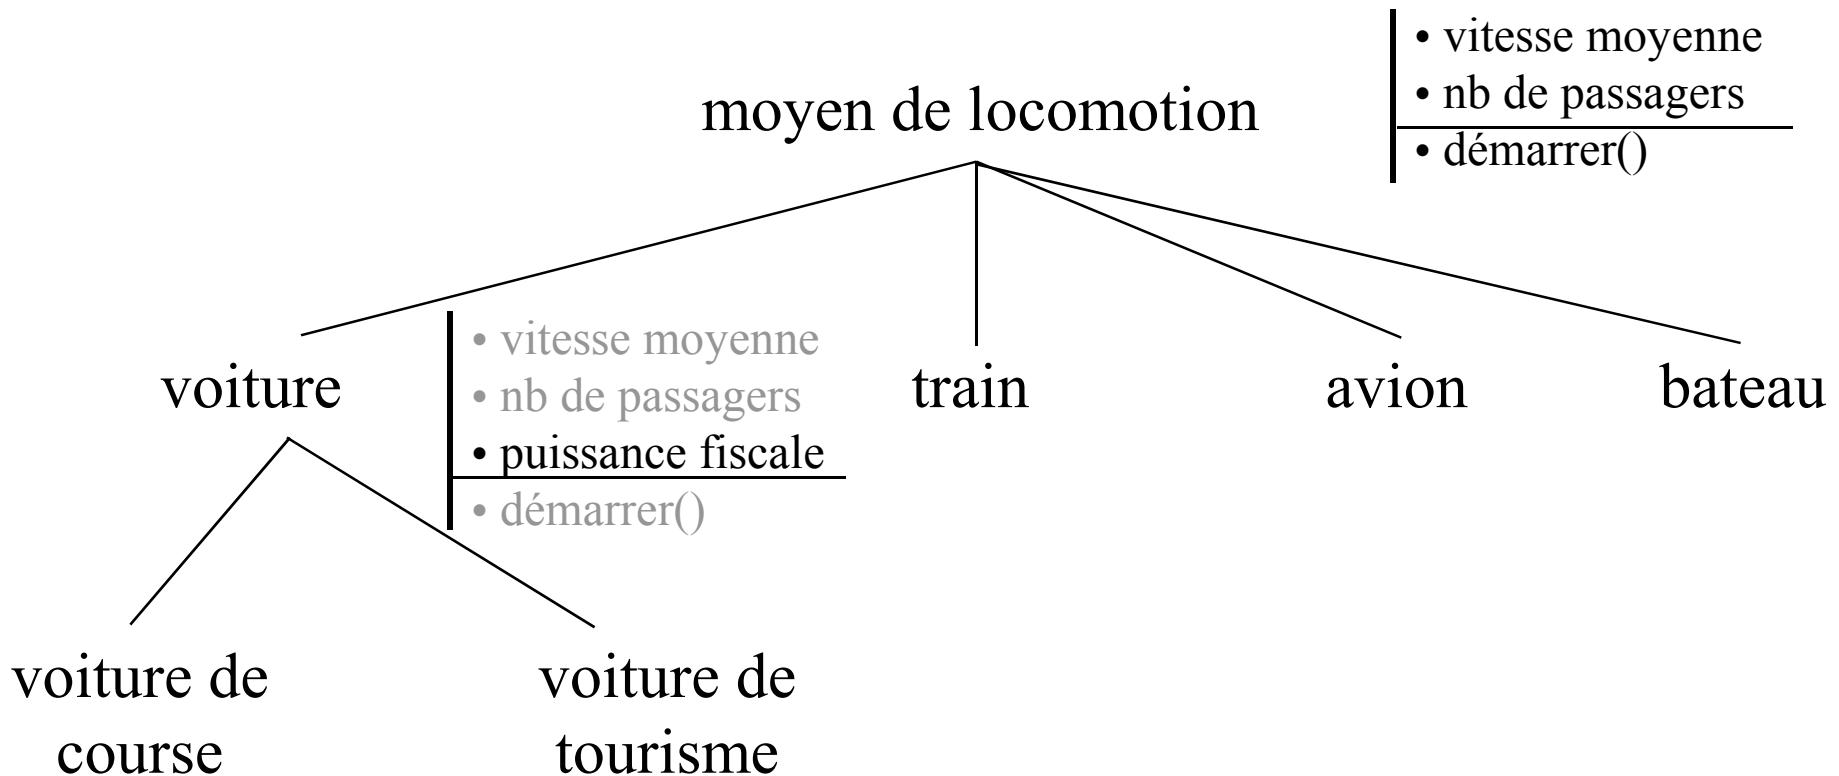 • vitesse moyenne
• nb de passagers
• démarrer()
moyen de locomotion
• vitesse moyenne
• nb de passagers
• puissance fiscale
• démarrer()
voiture
train
avion
bateau
voiture de
course
voiture de
tourisme